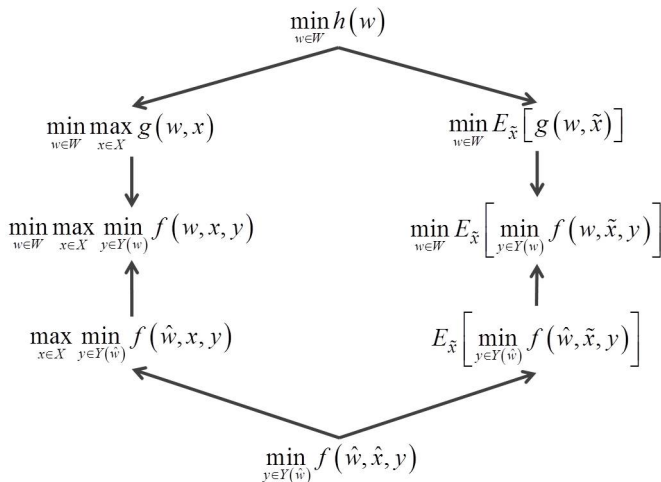 min_{w∈W} h(w)
min_{w∈W} max_{x∈X} g(w, x)
min_{w∈W} E_{x̃}[g(w, x̃)]
min_{w∈W} max_{x∈X} min_{y∈Y(w)} f(w, x, y)
min_{w∈W} E_{x̃}[min_{y∈Y(w)} f(w, x̃, y)]
max_{x∈X} min_{y∈Y(ŵ)} f(ŵ, x, y)
E_{x̃}[min_{y∈Y(ŵ)} f(ŵ, x̃, y)]
min_{y∈Y(ŵ)} f(ŵ, x̂, y)